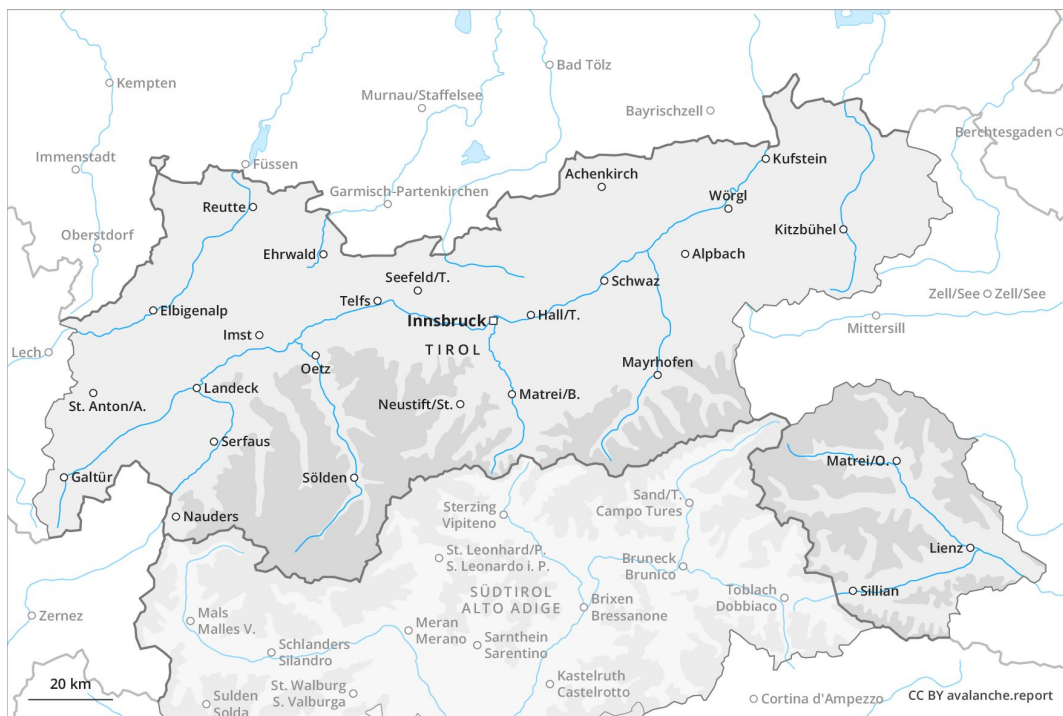 Kempten
Bad Tölz
Murnau/Staffelsee
Bayrischzell
Berchtesgaden
Immenstadt
Füssen
Kufstein
Garmisch-Partenkirchen
Achenkirch
Reutte
Wörgl
Oberstdorf
Kitzbühel
Ehrwald
Alpbach
Seefeld/T.
Schwaz
Telfs
Zell/See
Zell/See
Elbigenalp
Innsbruck
Hall/T.
Mittersill
Imst
TIROL
Lech
Oetz
Mayrhofen
Landeck
St. Anton/A.
Neustift/St.
Matrei/B.
Serfaus
Matrei/O.
Galtür
Sölden
Sand/T.
Campo Tures
Sterzing
Vipiteno
Nauders
Lienz
St. Leonhard/P.
S. Leonardo i. P.
Bruneck
Brunico
Sillian
SÜDTIROL
ALTO ADIGE
Toblach
Dobbiaco
Brixen
Bressanone
Zernez
Mals
Malles V.
Meran
Merano
Sarnthein
Sarentino
Schlanders
Silandro
20 km
St. Walburg
S. Valburga
Kastelruth
Castelrotto
Sulden
Solda
Cortina d'Ampezzo
CC BY avalanche.report